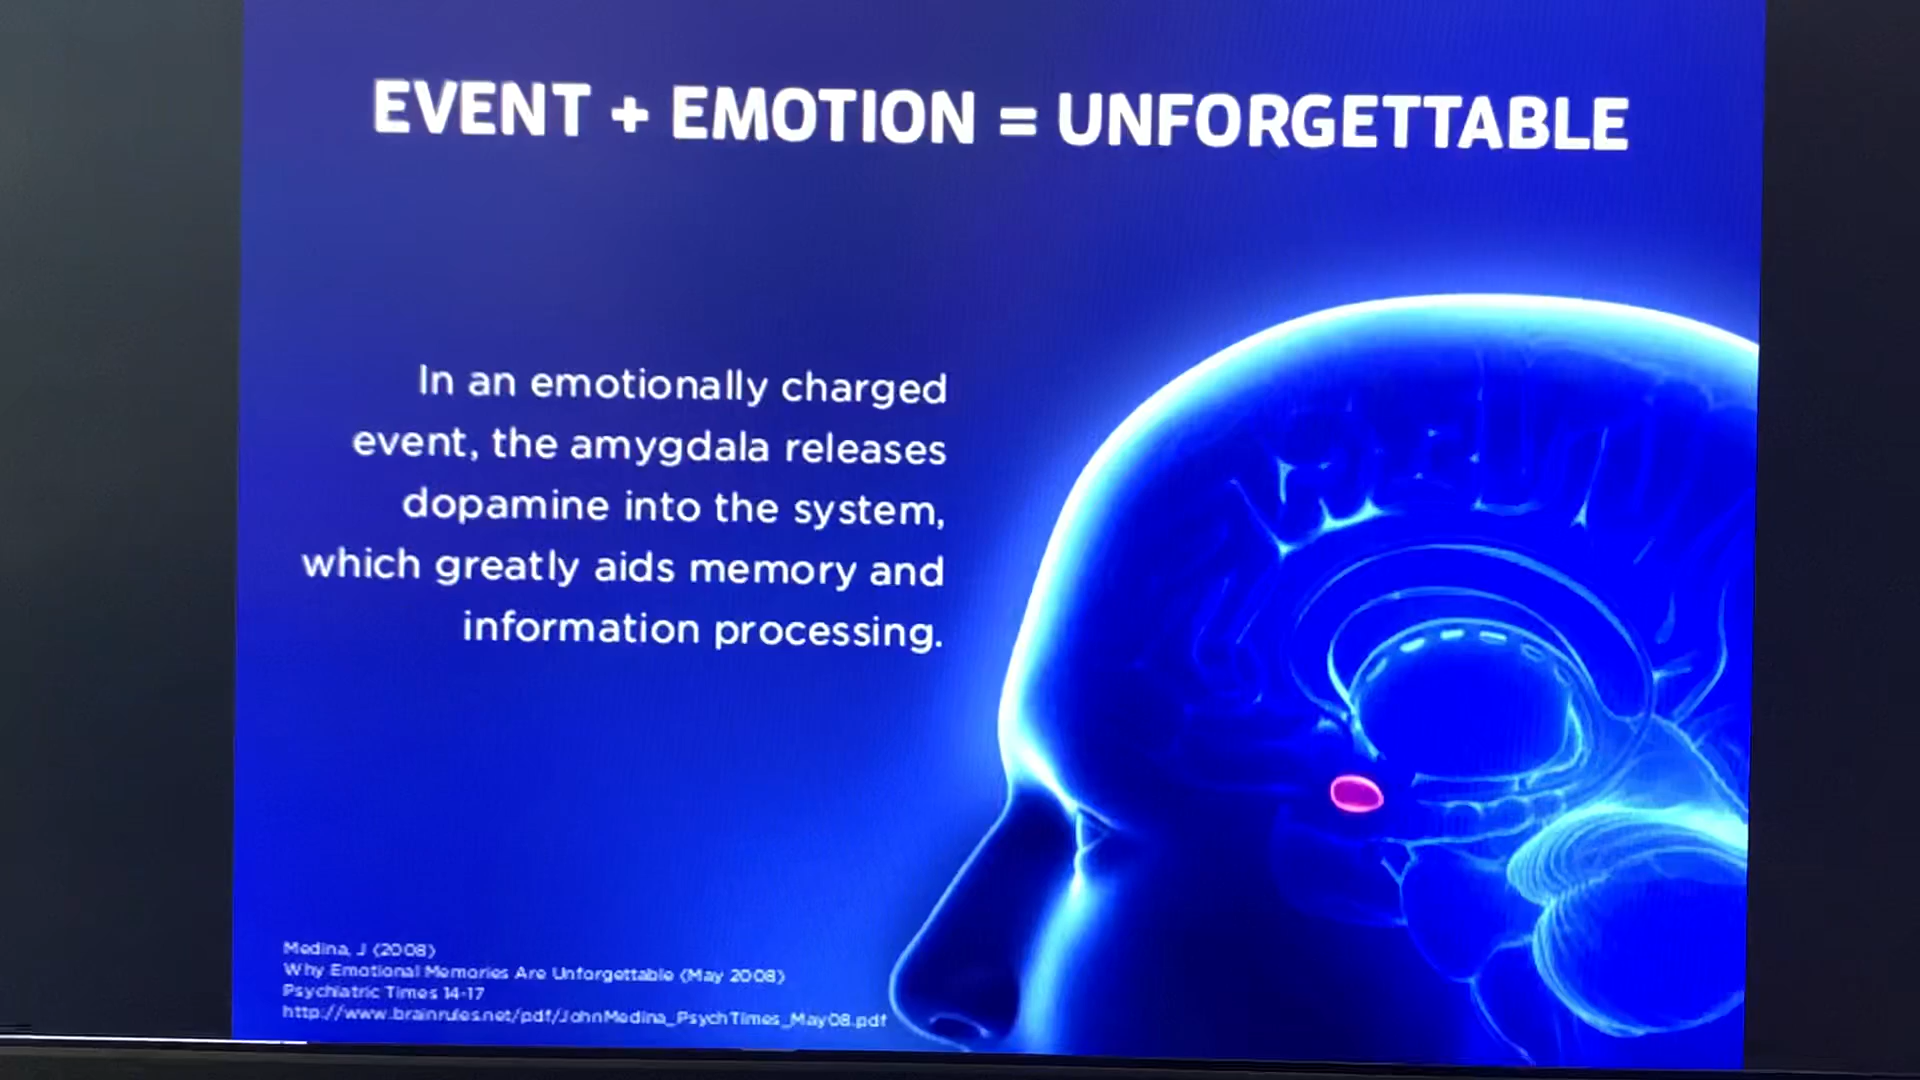 EVENT + EMOTION = UNFORGETTABLE
In an emotionally charged
event, the amygdala releases
dopamine into the system,
which greatly aids memory and
information processing.
Medina, J (2008)
Why Emotional Memories Are Unforgettable (May 2008)
Psychiatric Times 14-17
http://www.brainrules.net/pdf/JohnMedina_PsychTimes_May08.pdf